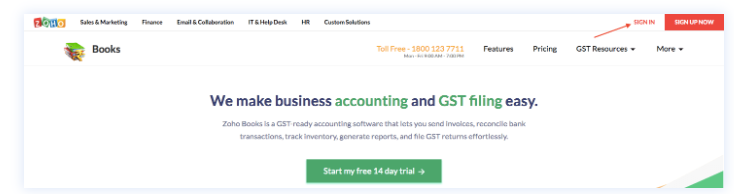 ZOHO Sales & Marketing Finance Email & Collaboration IT & Help Desk HR Custom Solutions SIGN IN SIGN UP NOW
Books Toll Free - 1800 123 7711 Features Pricing GST Resources More
Mon - Fri 9:00 AM - 7:00 PM
We make business accounting and GST filing easy.
Zoho Books is a GST-ready accounting software that lets you send invoices, reconcile bank
transactions, track inventory, generate reports, and file GST returns effortlessly.
Start my free 14 day trial →